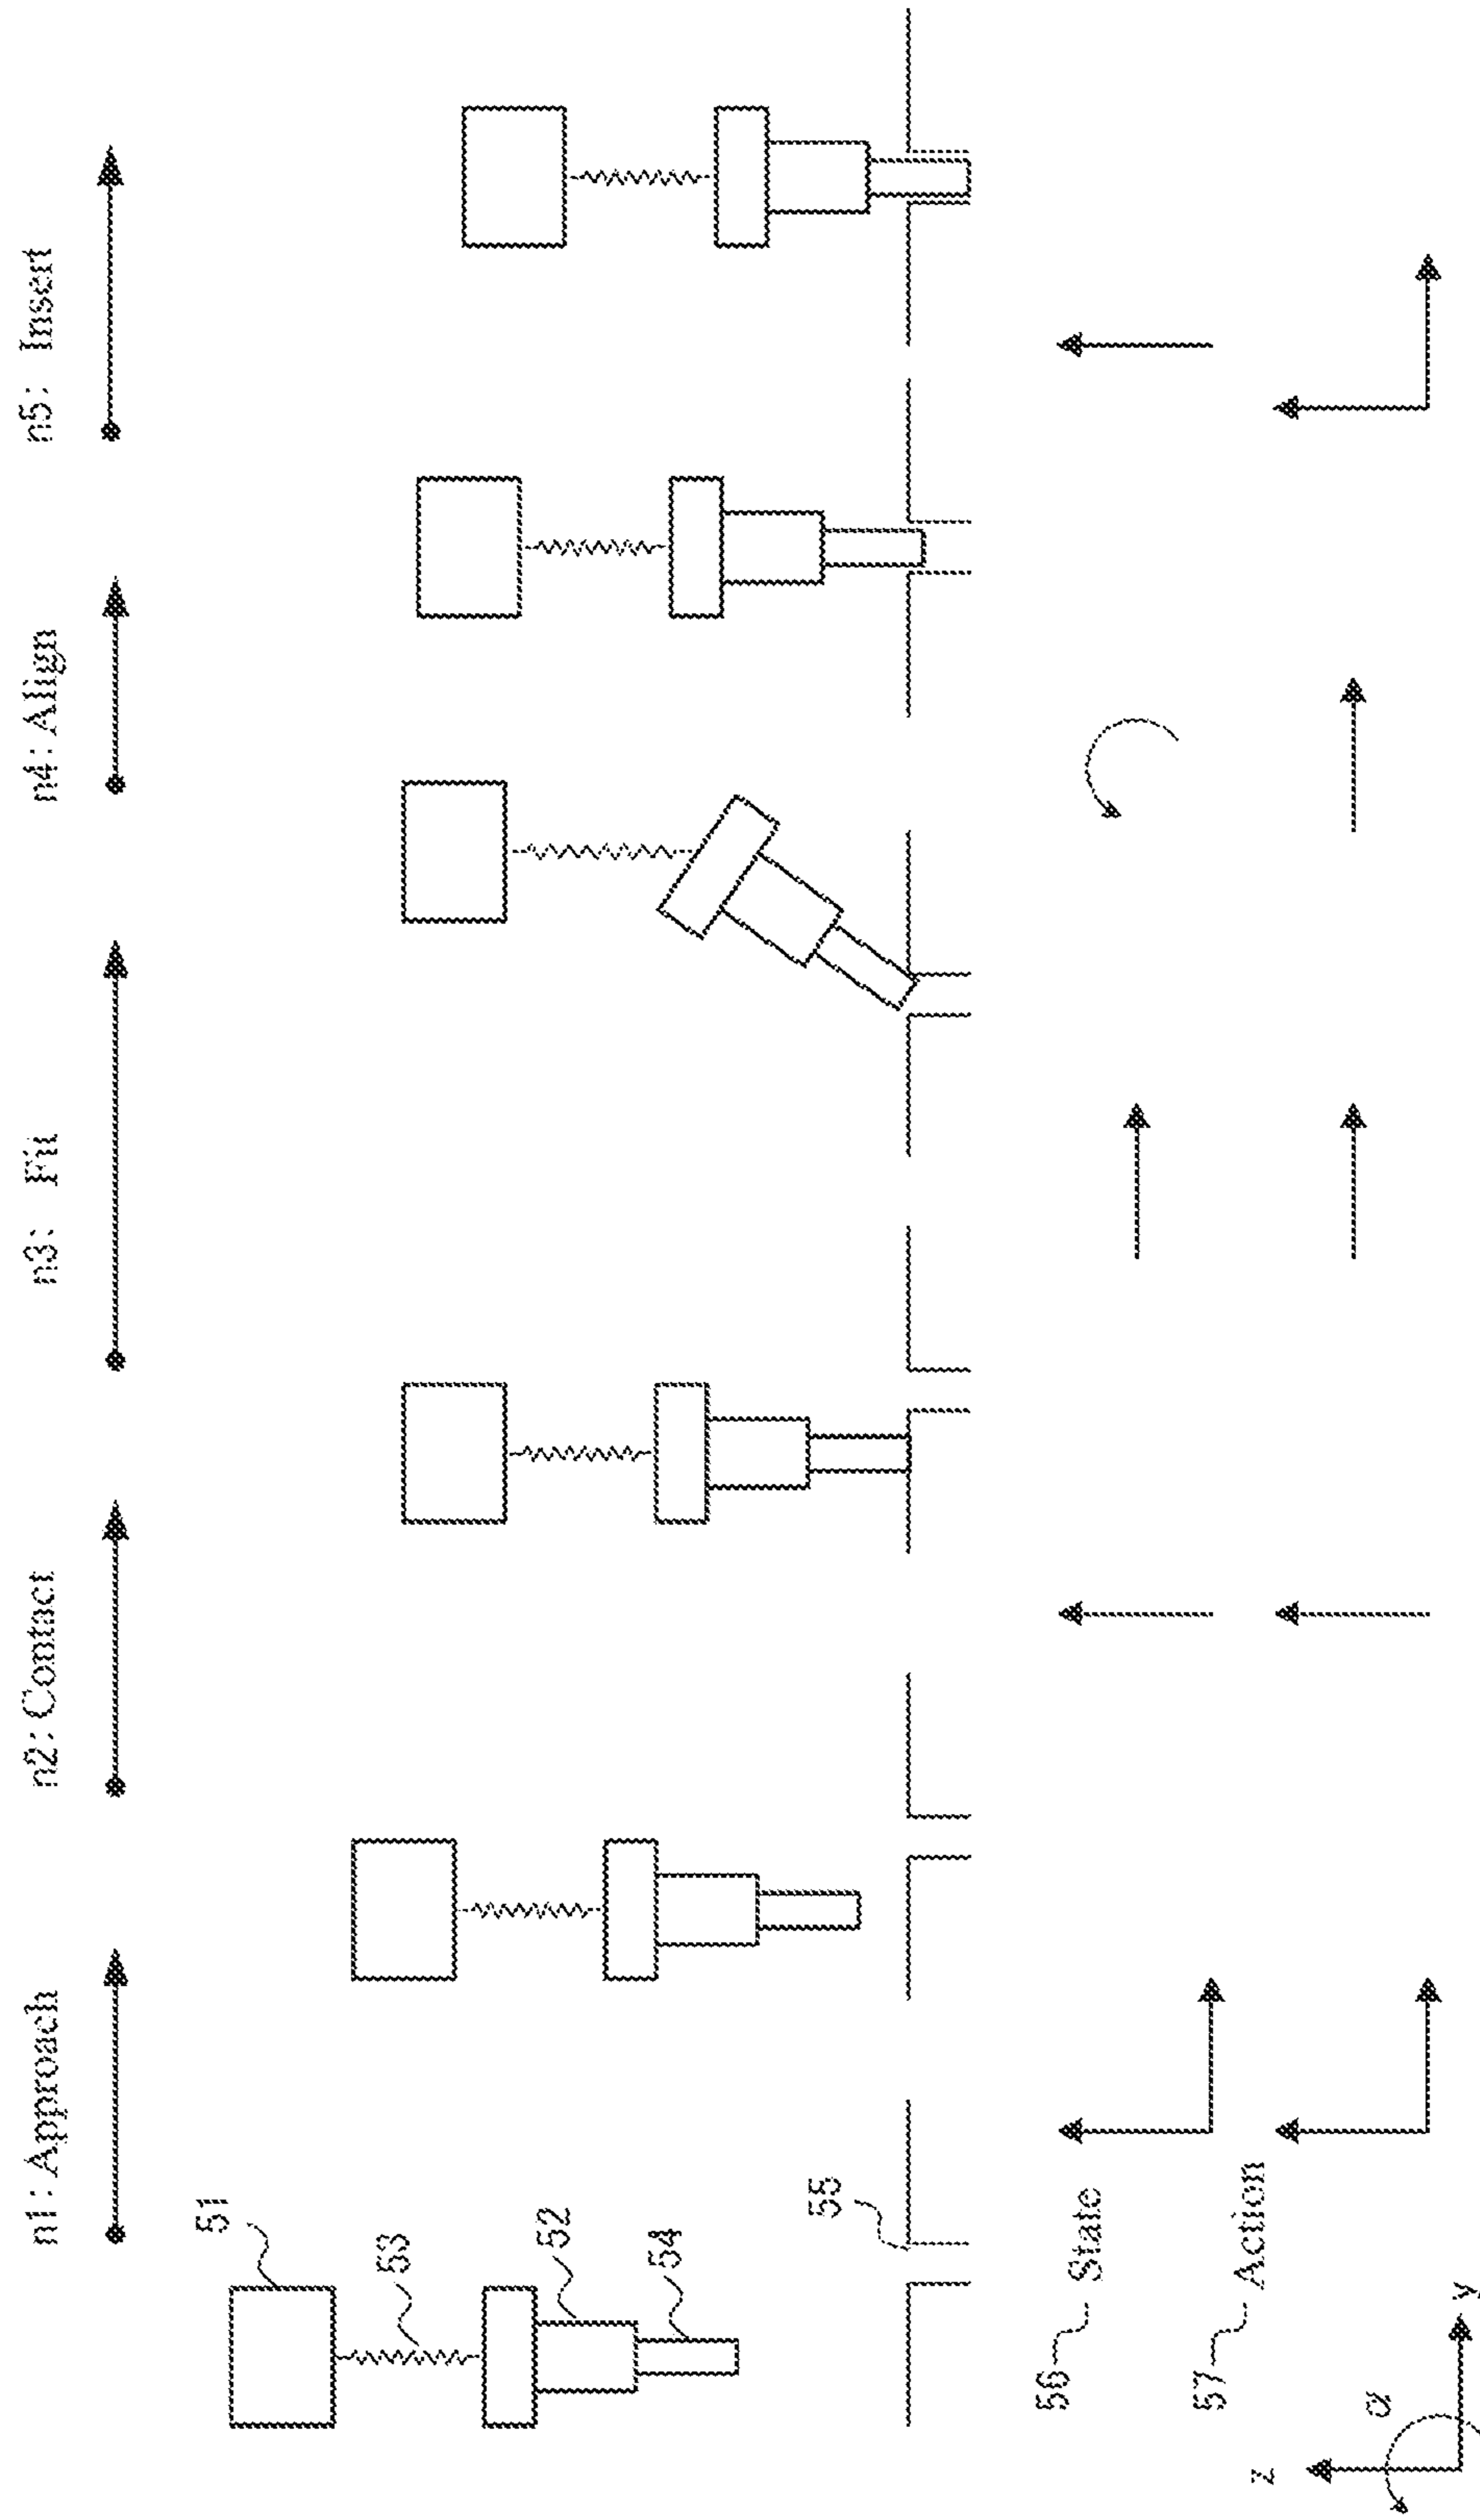 n1: Approach
n2: Contact
n3: Fit
n4: Align
n5: Insert
51
53
52
54
55
56
State
57
Action
z
α
y